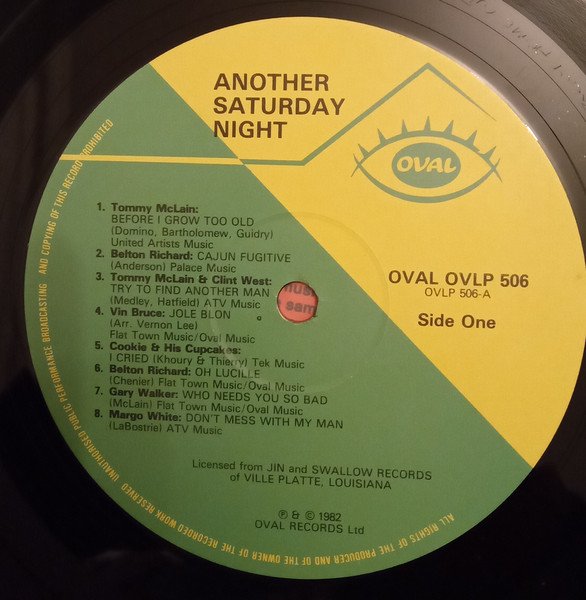 ANOTHER
SATURDAY
NIGHT
OVAL
1. Tommy McLain:
BEFORE I GROW TOO OLD
(Domino, Bartholomew, Guidry)
United Artists Music
2. Belton Richard: CAJUN FUGITIVE
(Anderson) Palace Music
3. Tommy McLain & Clint West:
TRY TO FIND ANOTHER MAN
(Medley, Hatfield) ATV Music
4. Vin Bruce: JOLE BLON
(Arr. Vernon Lee)
Flat Town Music/Oval Music
5. Cookie & His Cupcakes:
I CRIED (Khoury & Thierry) Tek Music
6. Belton Richard: OH LUCILLE
(Chenier) Flat Town Music/Oval Music
7. Gary Walker: WHO NEEDS YOU SO BAD
(McLain) Flat Town Music/Oval Music
8. Margo White: DON'T MESS WITH MY MAN
(LaBostrie) ATV Music
OVAL OVLP 506
OVLP 506-A
Side One
Licensed from JIN and SWALLOW RECORDS
of VILLE PLATTE, LOUISIANA
℗ & © 1982
OVAL RECORDS Ltd
ALL RIGHTS OF THE PRODUCER AND OF THE OWNER OF THE RECORDED WORK RESERVED UNAUTHORISED PUBLIC PERFORMANCE BROADCASTING AND COPYING OF THIS RECORD PROHIBITED